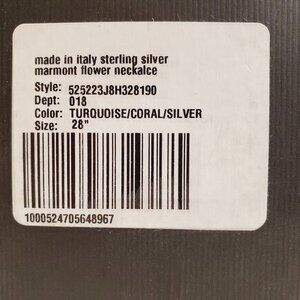 made in italy sterling silver
marmont flower neckalce
Style: 525223J8H328190
Dept: 018
Color: TURQUOISE/CORAL/SILVER
Size: 28"
1000524705648967